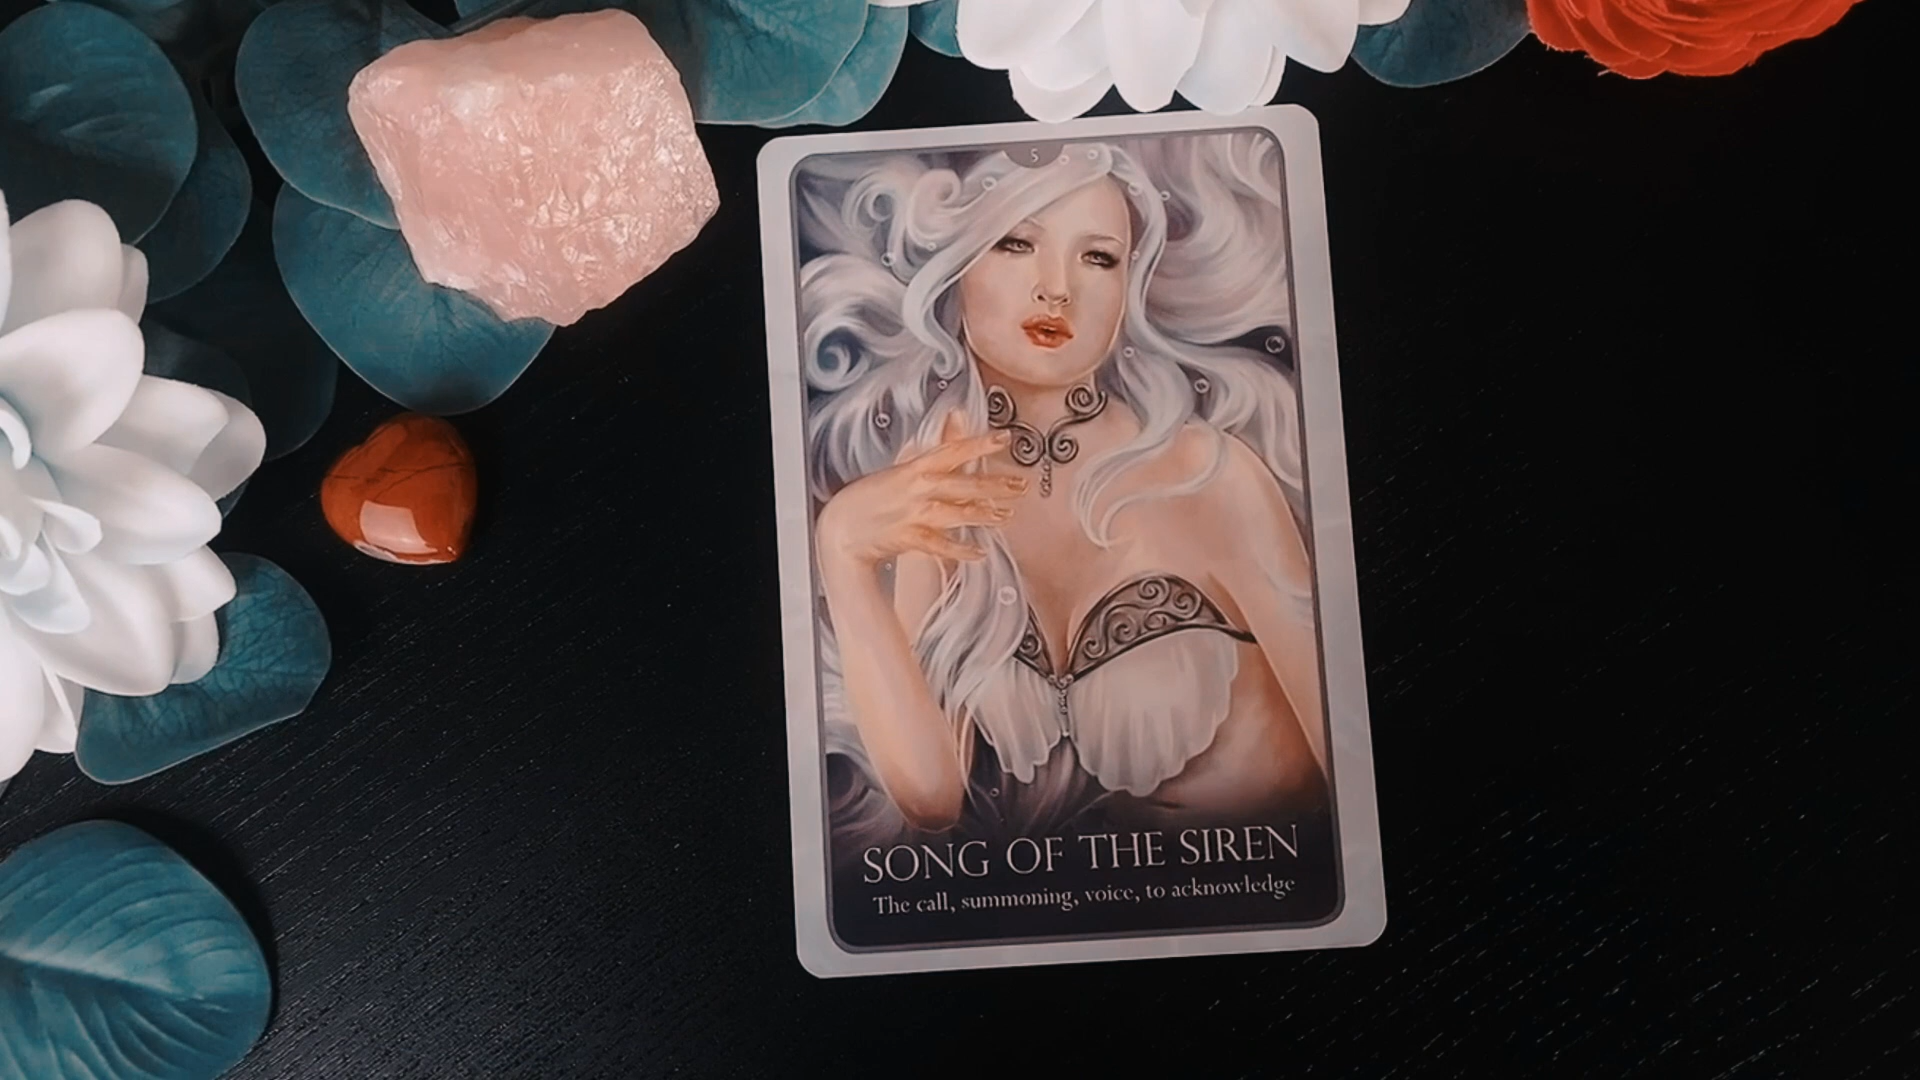 5
SONG OF THE SIREN
The call, summoning, voice, to acknowledge